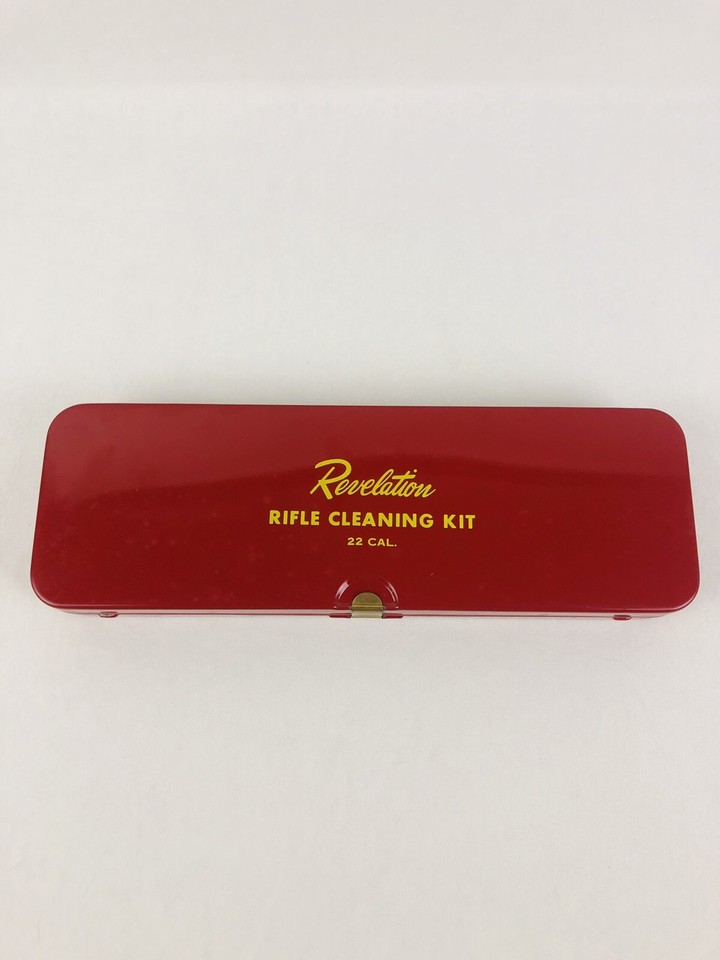 Revelation
RIFLE CLEANING KIT
22 CAL.